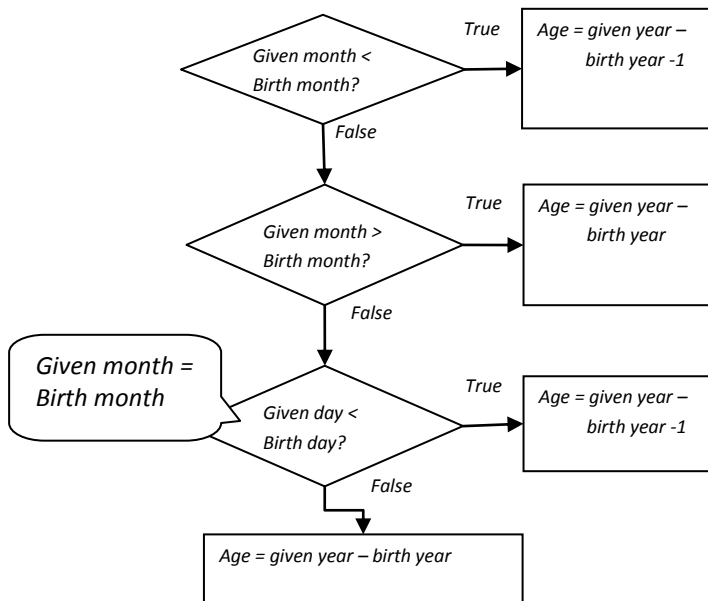 True
Age = given year –
birth year -1
Given month <
Birth month?
False
True
Age = given year –
birth year
Given month >
Birth month?
False
Given month =
Birth month
True
Age = given year –
birth year -1
Given day <
Birth day?
False
Age = given year – birth year